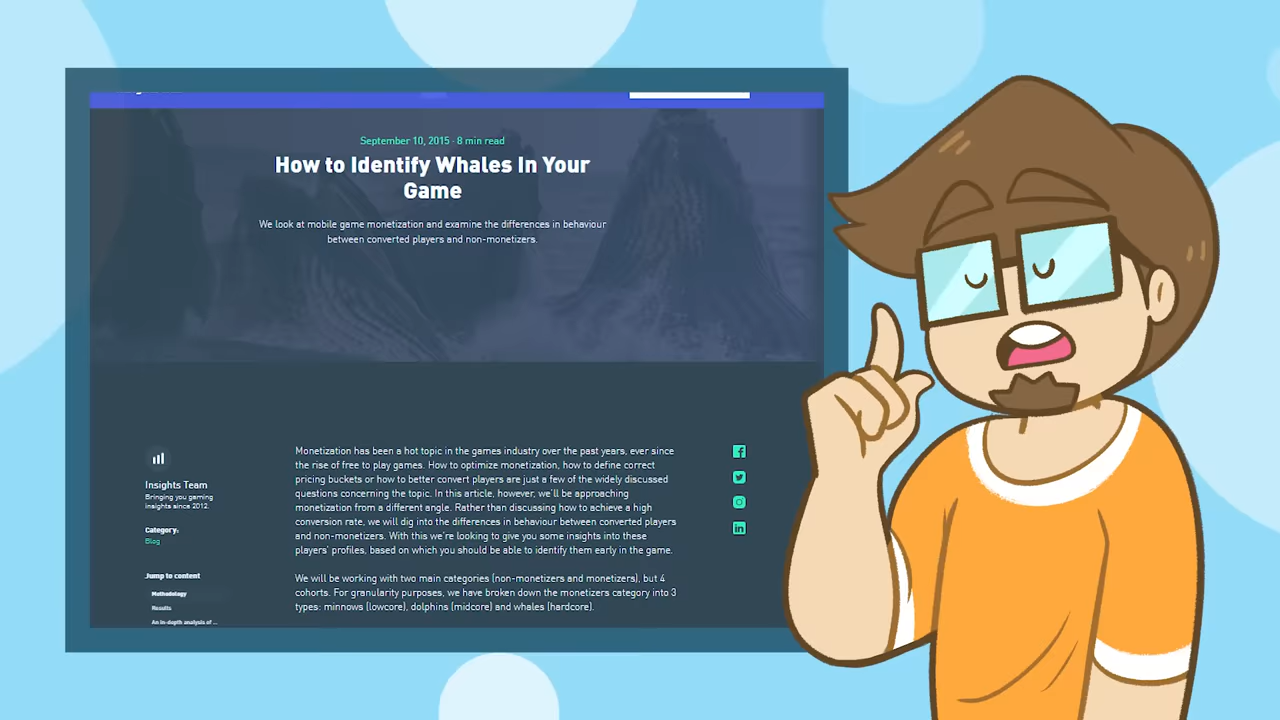 September 10, 2015 · 8 min read
How to Identify Whales In Your
Game
We look at mobile game monetization and examine the differences in behaviour
between converted players and non-monetizers.
Insights Team
Bringing you gaming
insights since 2012.
Category:
Blog
Jump to content
Methodology
Results
An in-depth analysis of ...
Monetization has been a hot topic in the games industry over the past years, ever since
the rise of free to play games. How to optimize monetization, how to define correct
pricing buckets or how to better convert players are just a few of the widely discussed
questions concerning the topic. In this article, however, we'll be approaching
monetization from a different angle. Rather than discussing how to achieve a high
conversion rate, we will dig into the differences in behaviour between converted players
and non-monetizers. With this we're looking to give you some insights into these
players' profiles, based on which you should be able to identify them early in the game.
We will be working with two main categories (non-monetizers and monetizers), but 4
cohorts. For granularity purposes, we have broken down the monetizers category into 3
types: minnows (lowcore), dolphins (midcore) and whales (hardcore).